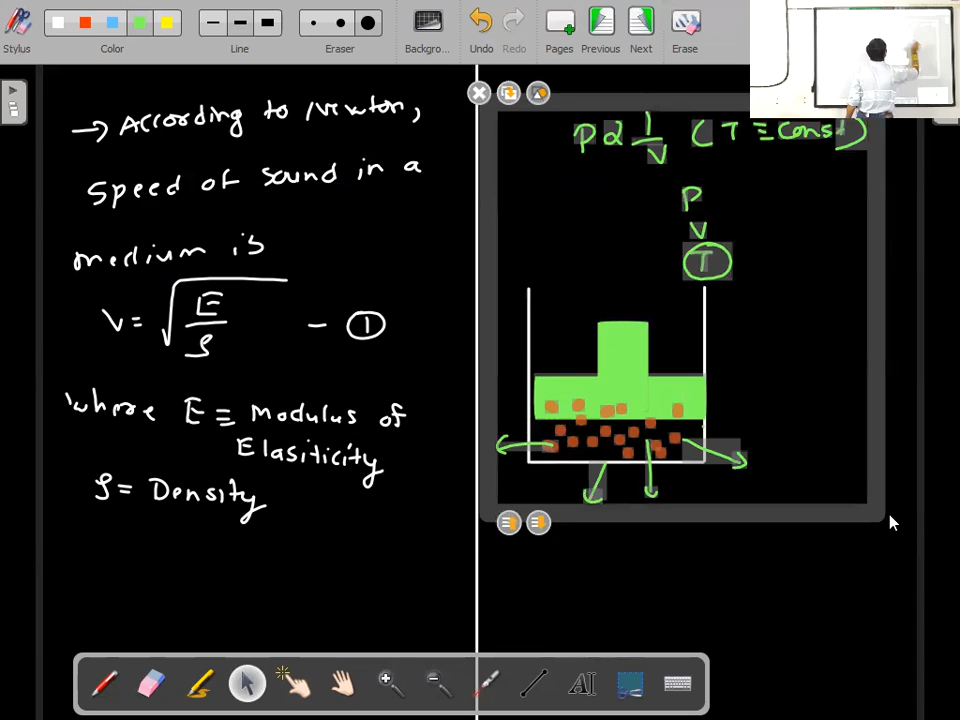 Stylus
Color
Line
Eraser
Backgro...
Undo
Redo
Pages
Previous
Next
Erase
→ According to Newton,
Speed of sound in a
medium is
V = √E/ρ - ①
where E ≡ Modulus of
Elasiticity
ρ = Density
P α 1/V ( T ≡ Const )
P
V
T